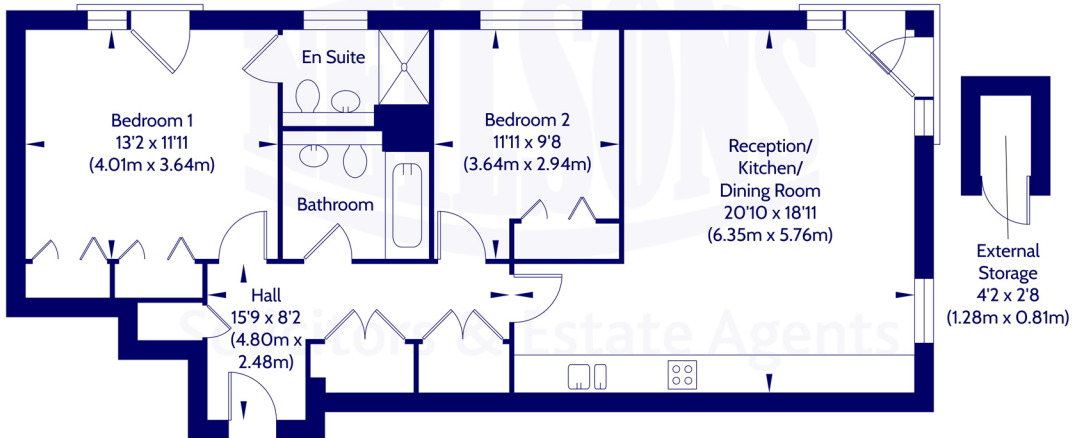 NEILSONS
En Suite
Bedroom 1
13'2 x 11'11
(4.01m x 3.64m)
Bedroom 2
11'11 x 9'8
(3.64m x 2.94m)
Reception/
Kitchen/
Dining Room
20'10 x 18'11
(6.35m x 5.76m)
Bathroom
External
Storage
4'2 x 2'8
(1.28m x 0.81m)
Hall
15'9 x 8'2
(4.80m x
2.48m)
Solicitors & Estate Agents